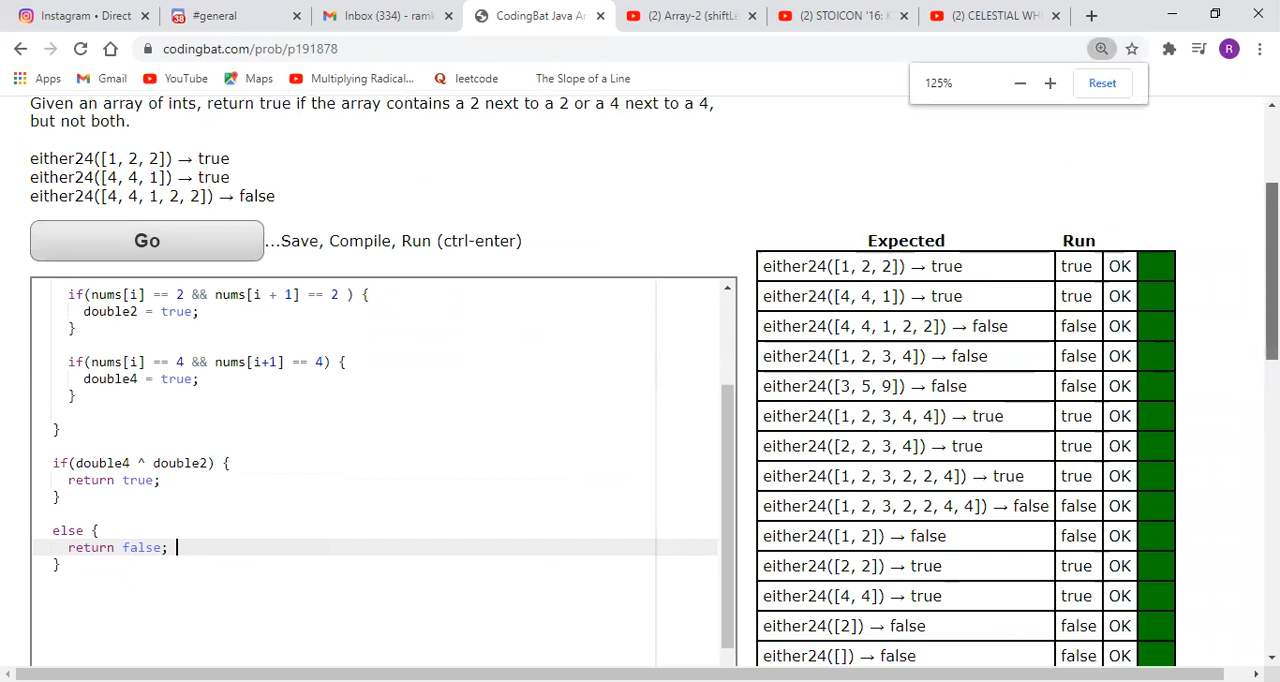 Instagram • Direct
#general
Inbox (334) - ramk
CodingBat Java Ar
(2) Array-2 (shiftLe
(2) STOICON '16: K
(2) CELESTIAL WHI
codingbat.com/prob/p191878
Apps
Gmail
YouTube
Maps
Multiplying Radical...
Leetcode
The Slope of a Line
125%
Reset
Given an array of ints, return true if the array contains a 2 next to a 2 or a 4 next to a 4,
but not both.
either24([1, 2, 2]) → true
either24([4, 4, 1]) → true
either24([4, 4, 1, 2, 2]) → false
Go
...Save, Compile, Run (ctrl-enter)
if(nums[i] == 2 && nums[i + 1] == 2 ) {
double2 = true;
}
if(nums[i] == 4 && nums[i+1] == 4) {
double4 = true;
}
}
if(double4 ^ double2) {
return true;
}
else {
return false;
}
Expected Run
either24([1, 2, 2]) → true true OK
either24([4, 4, 1]) → true true OK
either24([4, 4, 1, 2, 2]) → false false OK
either24([1, 2, 3, 4]) → false false OK
either24([3, 5, 9]) → false false OK
either24([1, 2, 3, 4, 4]) → true true OK
either24([2, 2, 3, 4]) → true true OK
either24([1, 2, 3, 2, 2, 4]) → true true OK
either24([1, 2, 3, 2, 2, 4, 4]) → false false OK
either24([1, 2]) → false false OK
either24([2, 2]) → true true OK
either24([4, 4]) → true true OK
either24([2]) → false false OK
either24([]) → false false OK